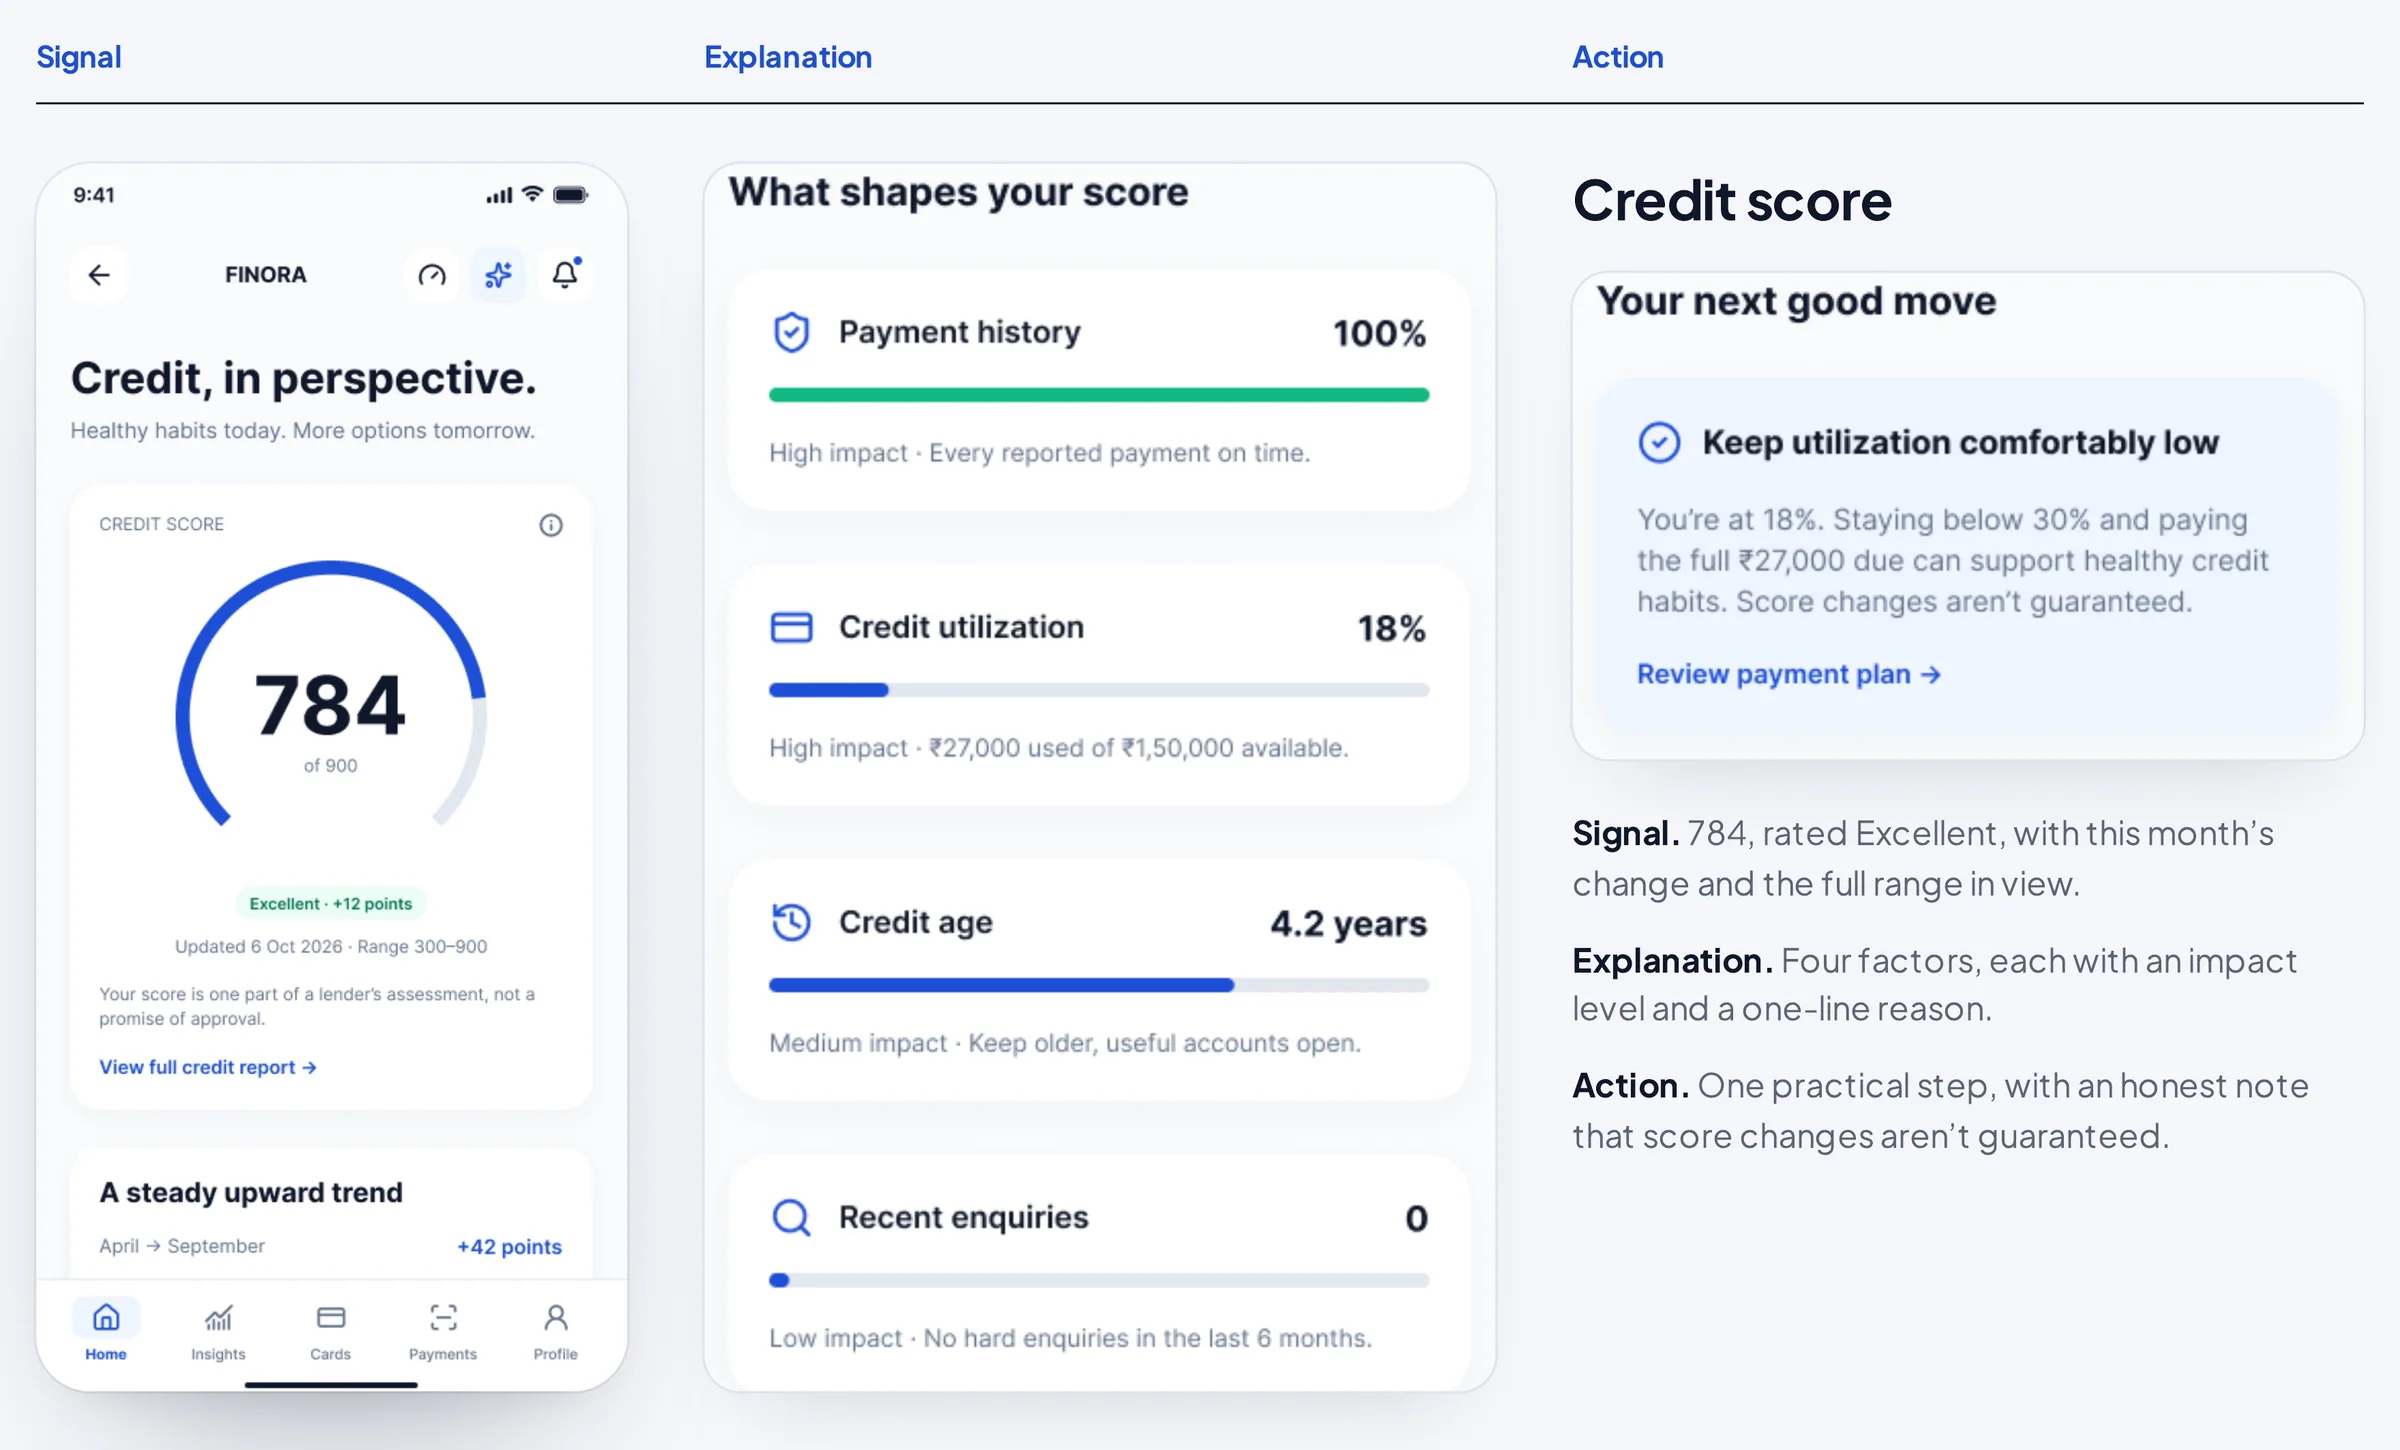 Signal
Explanation
Action
9:41
FINORA
Credit, in perspective.
Healthy habits today. More options tomorrow.
CREDIT SCORE
784
of 900
Excellent · +12 points
Updated 6 Oct 2026 · Range 300–900
Your score is one part of a lender's assessment, not a
promise of approval.
View full credit report →
A steady upward trend
April → September
+42 points
Home
Insights
Cards
Payments
Profile
What shapes your score
Payment history
100%
High impact · Every reported payment on time.
Credit utilization
18%
High impact · ₹27,000 used of ₹1,50,000 available.
Credit age
4.2 years
Medium impact · Keep older, useful accounts open.
Recent enquiries
0
Low impact · No hard enquiries in the last 6 months.
Credit score
Your next good move
Keep utilization comfortably low
You’re at 18%. Staying below 30% and paying
the full ₹27,000 due can support healthy credit
habits. Score changes aren’t guaranteed.
Review payment plan →
Signal. 784, rated Excellent, with this month’s
change and the full range in view.
Explanation. Four factors, each with an impact
level and a one-line reason.
Action. One practical step, with an honest note
that score changes aren’t guaranteed.